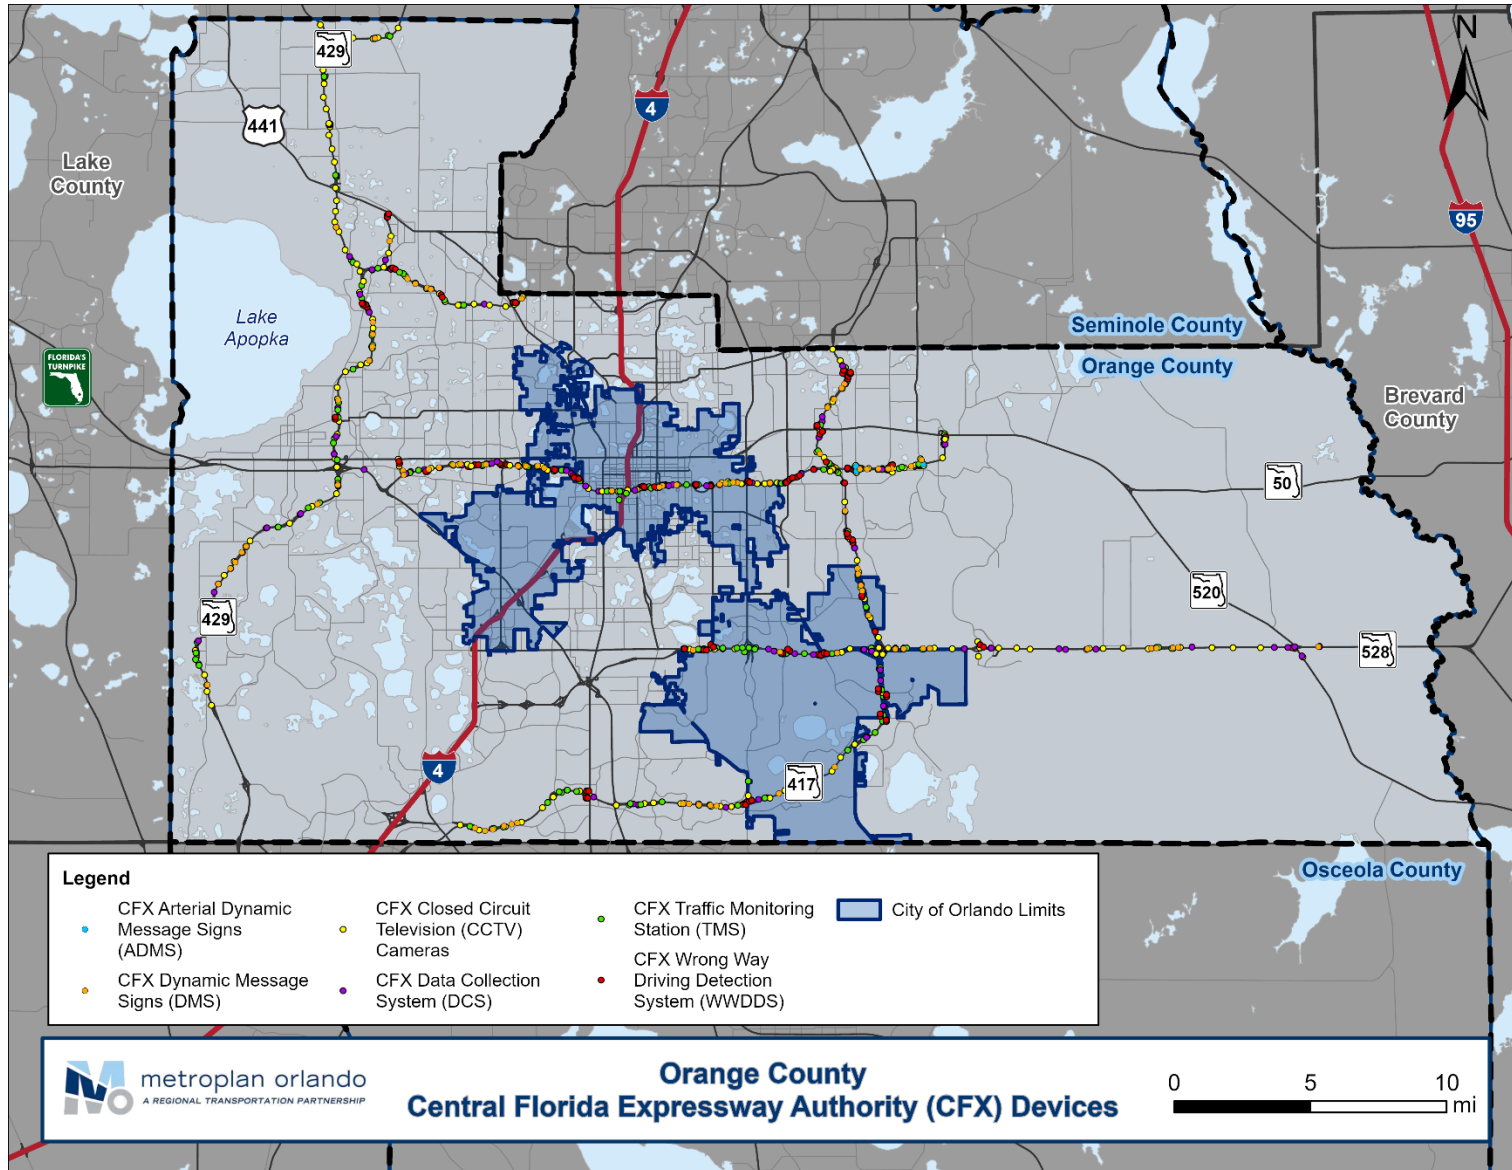 N
429
4
441
Lake
County
95
Lake
Apopka
Seminole County
Orange County
FLORIDA'S
TURNPIKE
Brevard
County
50
520
429
528
417
4
Osceola County
Legend
CFX Arterial Dynamic
Message Signs
(ADMS)
CFX Dynamic Message
Signs (DMS)
CFX Closed Circuit
Television (CCTV)
Cameras
CFX Data Collection
System (DCS)
CFX Traffic Monitoring
Station (TMS)
CFX Wrong Way
Driving Detection
System (WWDDS)
City of Orlando Limits
metroplan orlando
A REGIONAL TRANSPORTATION PARTNERSHIP
Orange County
Central Florida Expressway Authority (CFX) Devices
0 5 10
mi